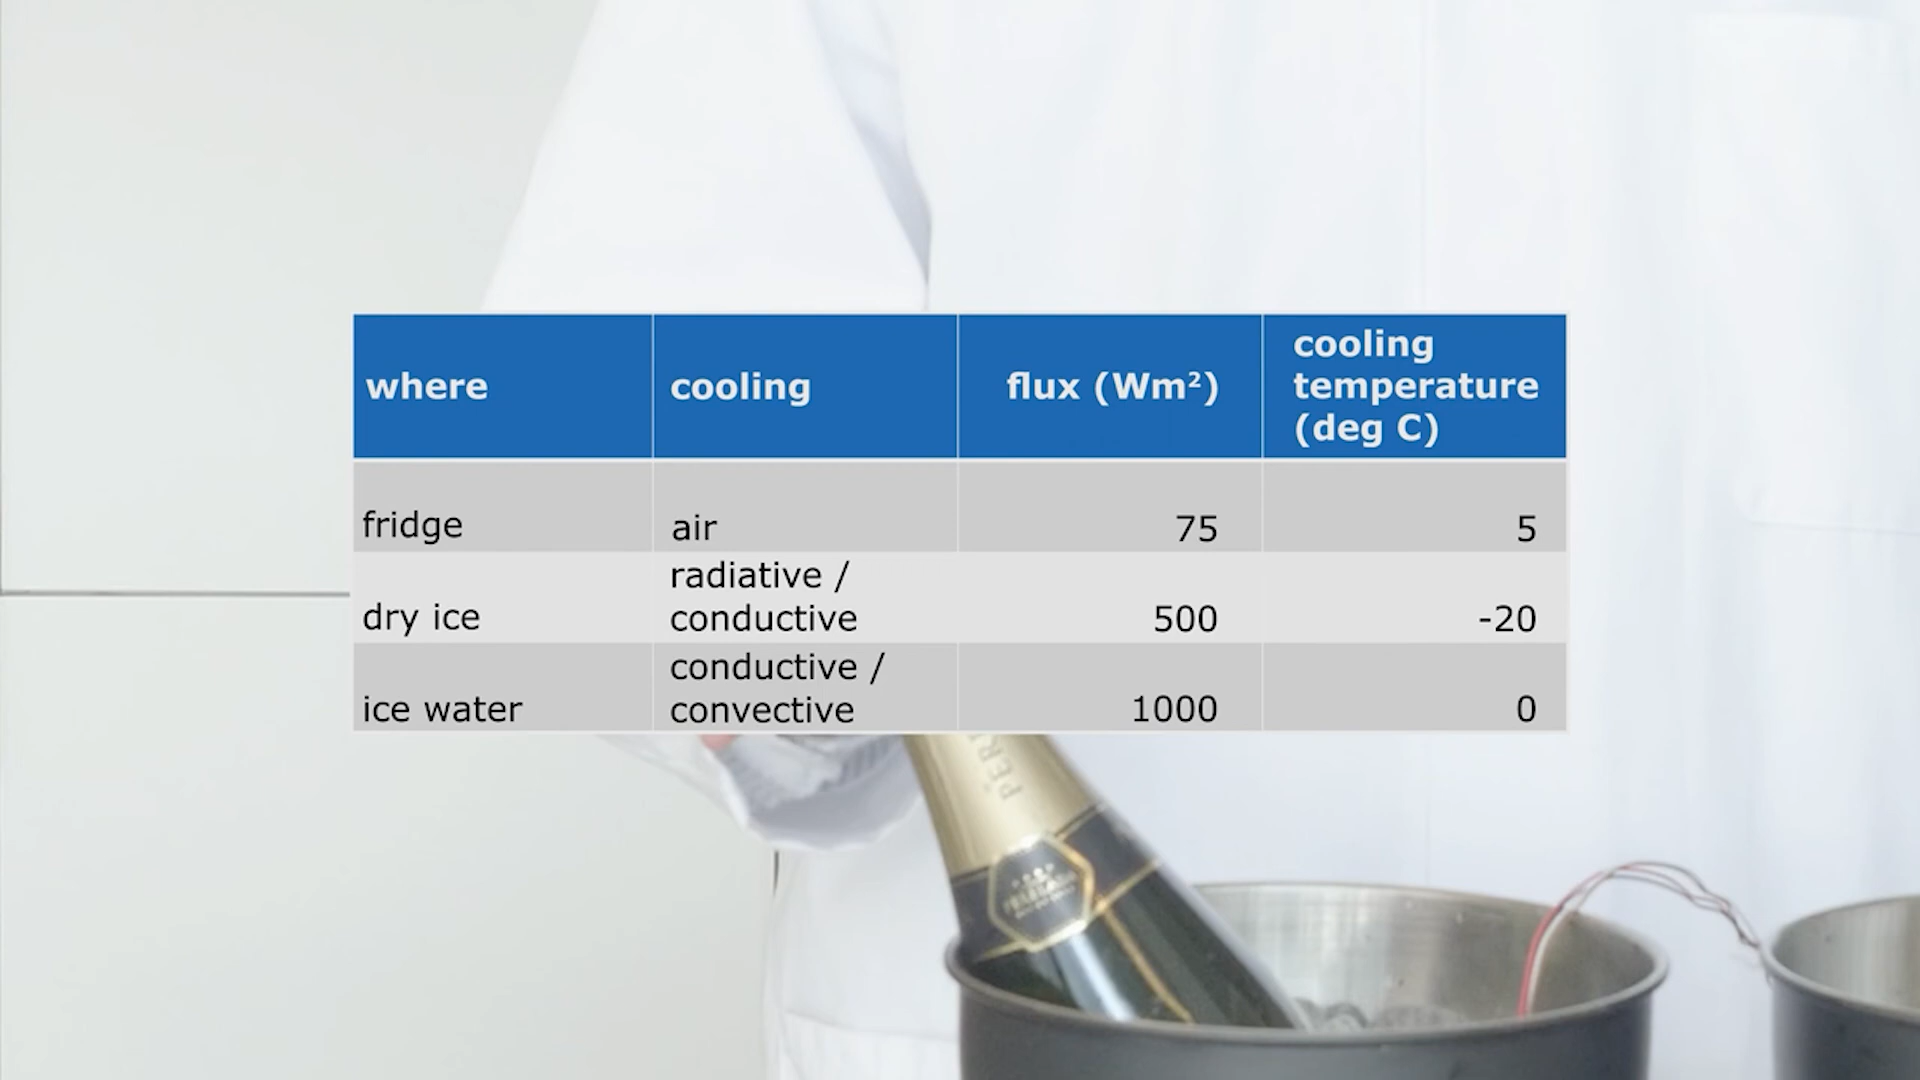 where cooling flux (Wm²) cooling
temperature
(deg C)
fridge air 75 5
dry ice radiative /
conductive 500 -20
ice water conductive /
convective 1000 0